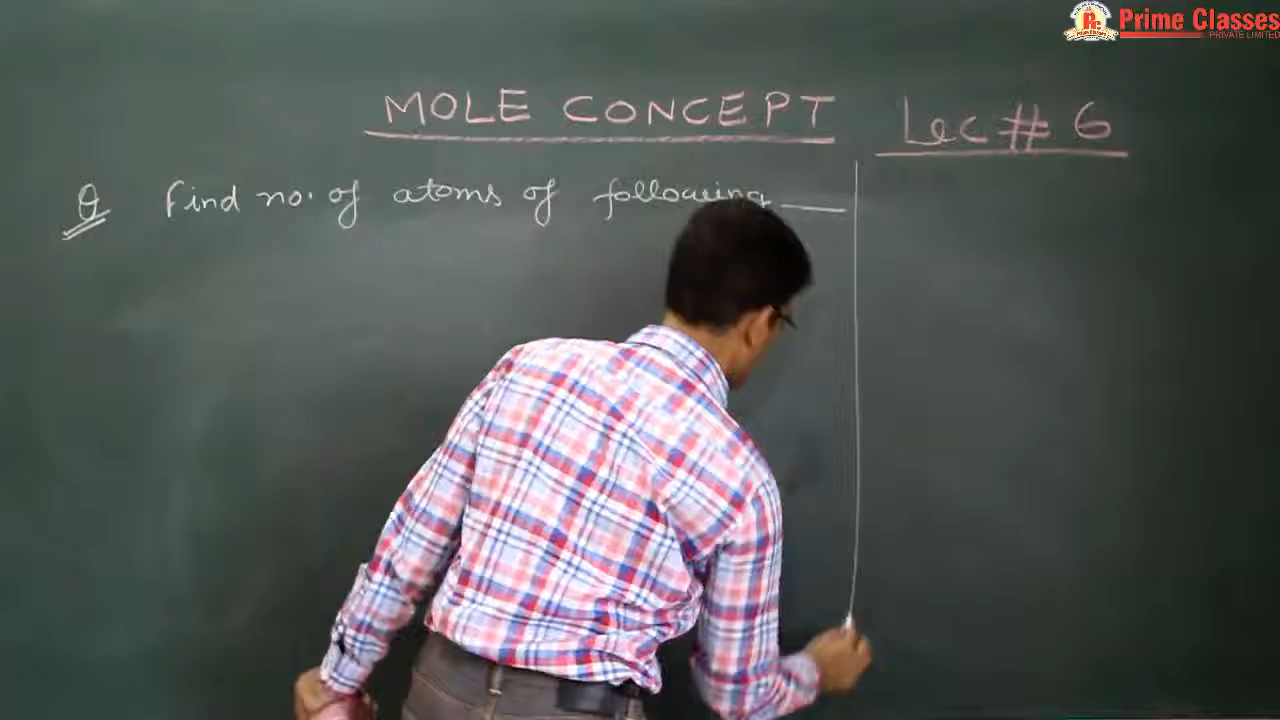 Prime Classes
PRIVATE LIMITED
MOLE CONCEPT Lec # 6
Q Find no. of atoms of following